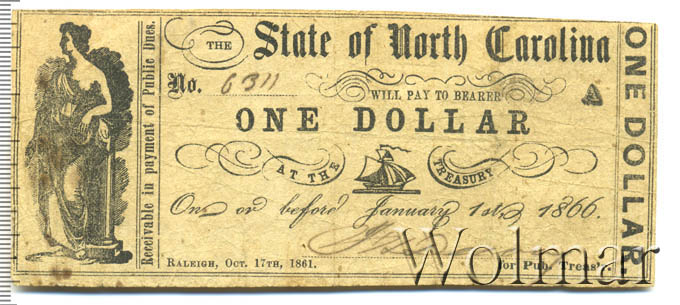 Receivable in payment of Public Dues.
THE State of North Carolina
No. 6311
WILL PAY TO BEARER A
ONE DOLLAR
AT THE TREASURY
On or before January 1st, 1866.
RALEIGH, OCT. 17TH, 1861.
For Pub. Treas'r.
ONE DOLLAR
Wolmar